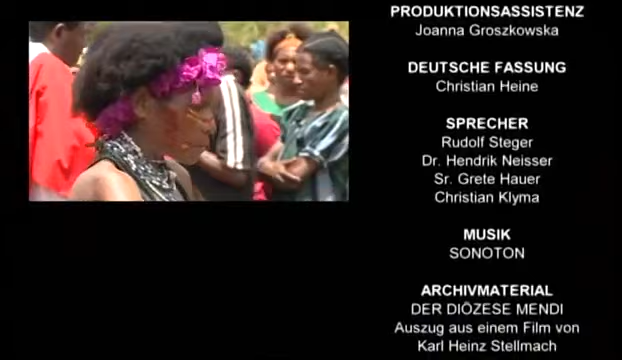 PRODUKTIONSASSISTENZ
Joanna Groszkowska
DEUTSCHE FASSUNG
Christian Heine
SPRECHER
Rudolf Steger
Dr. Hendrik Neisser
Sr. Grete Hauer
Christian Klyma
MUSIK
SONOTON
ARCHIVMATERIAL
DER DIÖZESE MENDI
Auszug aus einem Film von
Karl Heinz Stellmach